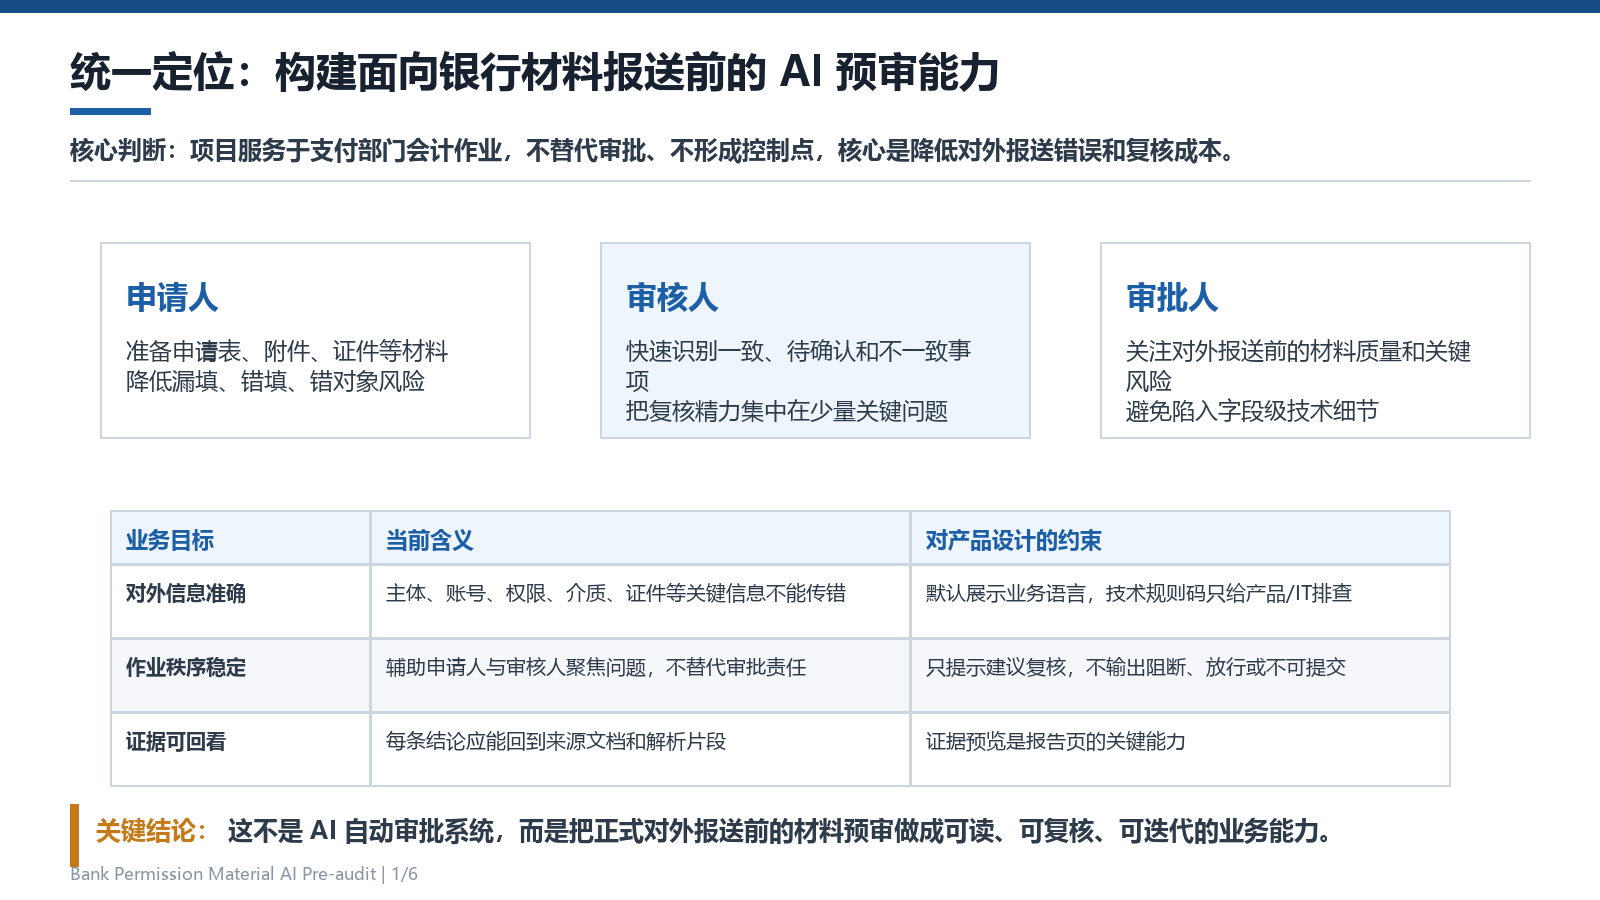 统一定位：构建面向银行材料报送前的 AI 预审能力
核心判断：项目服务于支付部门会计作业，不替代审批、不形成控制点，核心是降低对外报送错误和复核成本。
申请人
准备申请表、附件、证件等材料
降低漏填、错填、错对象风险
审核人
快速识别一致、待确认和不一致事
项
把复核精力集中在少量关键问题
审批人
关注对外报送前的材料质量和关键
风险
避免陷入字段级技术细节
业务目标 当前含义 对产品设计的约束
对外信息准确 主体、账号、权限、介质、证件等关键信息不能传错 默认展示业务语言，技术规则码只给产品/IT排查
作业秩序稳定 辅助申请人与审核人聚焦问题，不替代审批责任 只提示建议复核，不输出阻断、放行或不可提交
证据可回看 每条结论应能回到来源文档和解析片段 证据预览是报告页的关键能力
关键结论： 这不是 AI 自动审批系统，而是把正式对外报送前的材料预审做成可读、可复核、可迭代的业务能力。
Bank Permission Material AI Pre-audit | 1/6